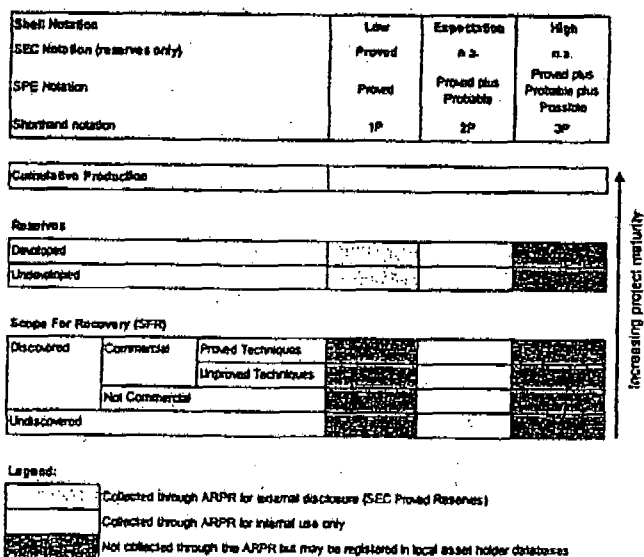 Shell Notation Low Expectation High
SEC Notation (reserves only) Proved n.a. n.a.
SPE Notation Proved Proved plus Probable Proved plus Probable plus Possible
Shorthand notation 1P 2P 3P
Cumulative Production
Increasing project maturity
Reserves
Developed
Undeveloped
Scope For Recovery (SFR)
Discovered Commercial Proved Techniques
Unproved Techniques
Not Commercial
Undiscovered
Legend:
Collected through ARPR for external disclosure (SEC Proved Reserves)
Collected through ARPR for internal use only
Not collected through the ARPR but may be registered in local asset holder databases